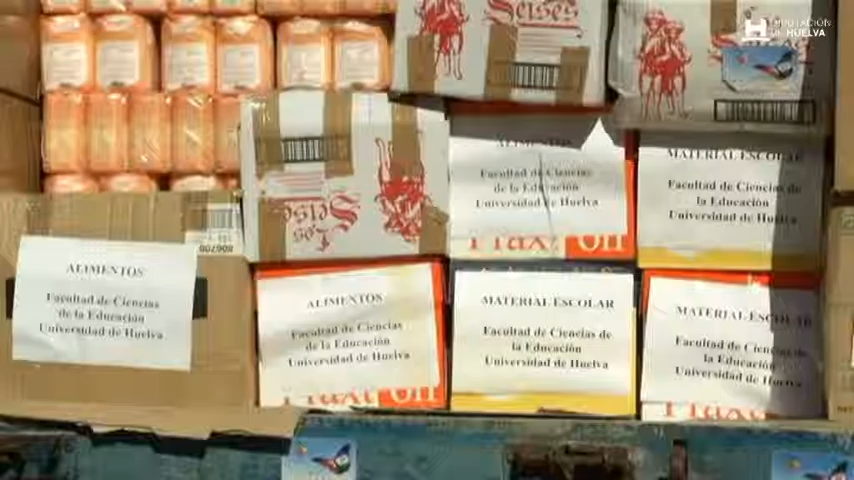 Seises
DIPUTACIÓN
DE HUELVA
ALIMENTOS
Facultad de Ciencias
de la Educación
Universidad de Huelva
MATERIAL ESCOLAR
Facultad de Ciencias de
la Educación
Universidad de Huelva
Los
Seises
806700
ALIMENTOS
Facultad de Ciencias
de la Educación
Universidad de Huelva
ALIMENTOS
Facultad de Ciencias
de la Educación
Universidad de Huelva
MATERIAL ESCOLAR
Facultad de Ciencias de
la Educación
Universidad de Huelva
MATERIAL ESCOLAR
Facultad de Ciencias de
la Educación
Universidad de Huelva